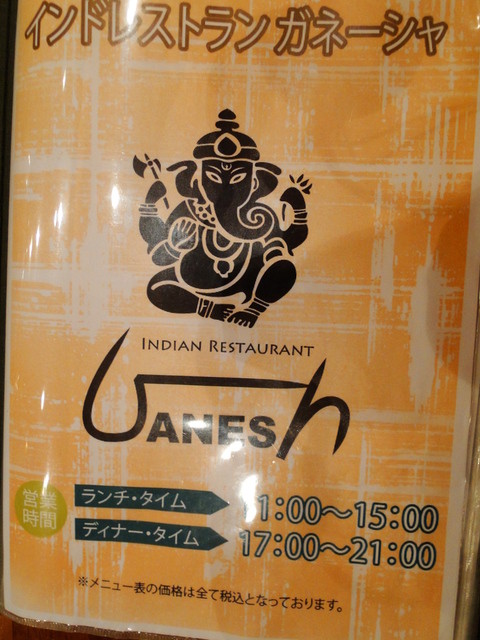 インドレストラン ガネーシャ
INDIAN RESTAURANT
GANESh
営業時間
ランチ・タイム 11:00〜15:00
ディナー・タイム 17:00〜21:00
※メニュー表の価格は全て税込となっております。